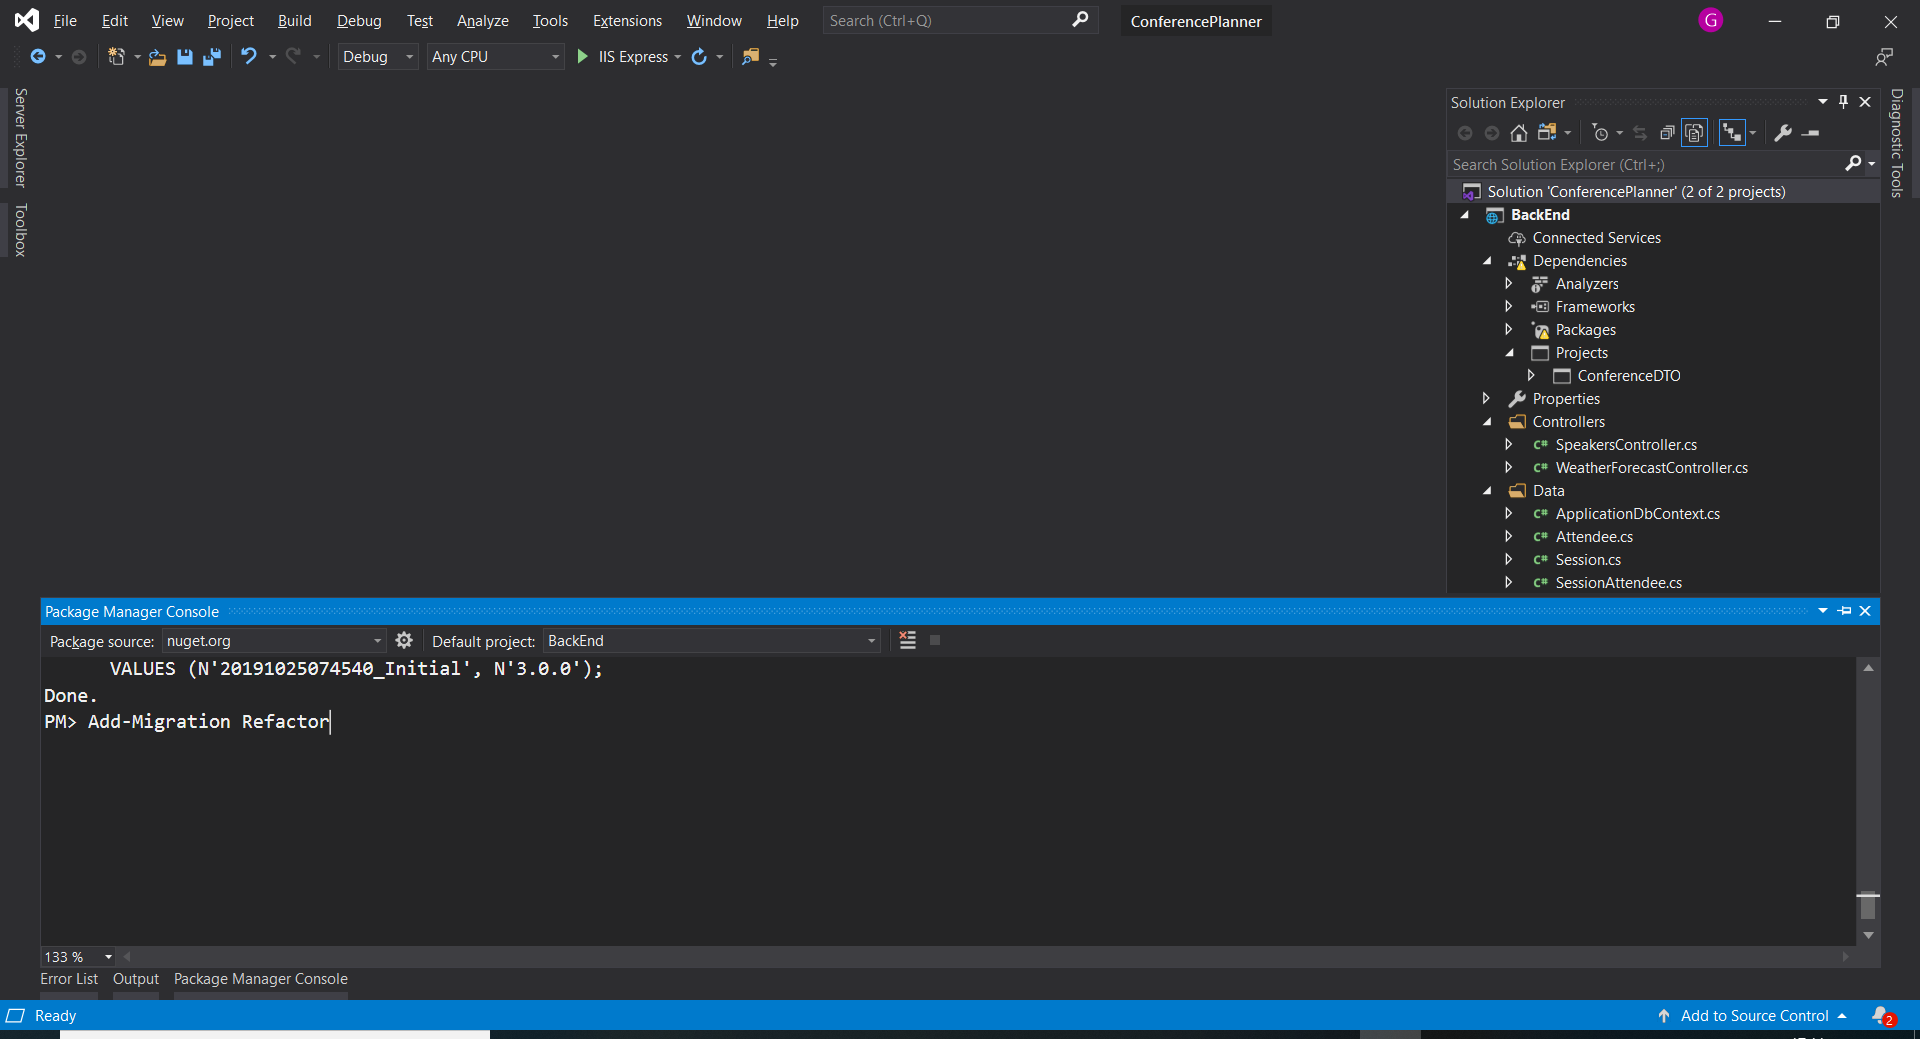 File Edit View Project Build Debug Test Analyze Tools Extensions Window Help Search (Ctrl+Q) ConferencePlanner G
Debug Any CPU IIS Express
Server Explorer
Toolbox
Solution Explorer
Search Solution Explorer (Ctrl+;)
Solution 'ConferencePlanner' (2 of 2 projects)
BackEnd
Connected Services
Dependencies
Analyzers
Frameworks
Packages
Projects
ConferenceDTO
Properties
Controllers
C# SpeakersController.cs
C# WeatherForecastController.cs
Data
C# ApplicationDbContext.cs
C# Attendee.cs
C# Session.cs
C# SessionAttendee.cs
Diagnostic Tools
Package Manager Console
Package source: nuget.org Default project: BackEnd
VALUES (N'20191025074540_Initial', N'3.0.0');
Done.
PM> Add-Migration Refactor
133 %
Error List Output Package Manager Console
Ready Add to Source Control 2